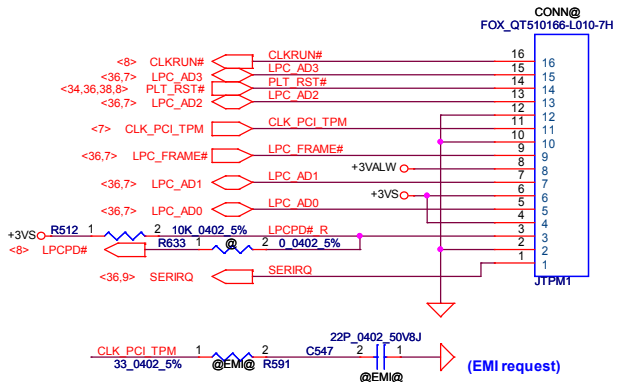 CONN@
FOX_QT510166-L010-7H
<8> CLKRUN# CLKRUN# 16 16
<36,7> LPC_AD3 LPC_AD3 15 15
<34,36,38,8> PLT_RST# PLT_RST# 14 14
<36,7> LPC_AD2 LPC_AD2 13 13
12 12
<7> CLK_PCI_TPM CLK_PCI_TPM 11 11
10 10
<36,7> LPC_FRAME# LPC_FRAME# 9 9
+3VALW 8 8
<36,7> LPC_AD1 LPC_AD1 7 7
+3VS 6 6
<36,7> LPC_AD0 LPC_AD0 5 5
4 4
+3VS R512 1 2 10K_0402_5% LPCPD#_R 3 3
<8> LPCPD# R633 1 @ 2 0_0402_5% 2 2
<36,9> SERIRQ SERIRQ 1 1
JTPM1
22P_0402_50V8J
CLK_PCI_TPM 1 2 C547 2 1
33_0402_5% @EMI@ R591 @EMI@
(EMI request)